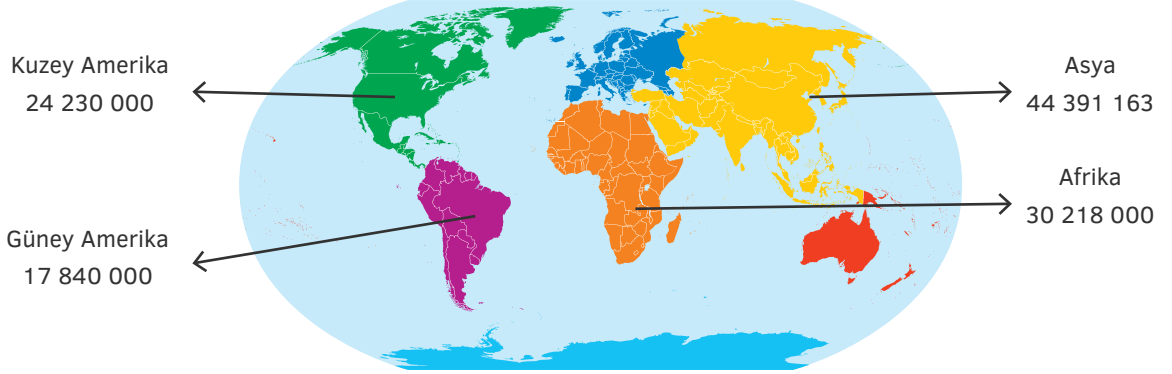 Kuzey Amerika
24 230 000
Güney Amerika
17 840 000
Asya
44 391 163
Afrika
30 218 000